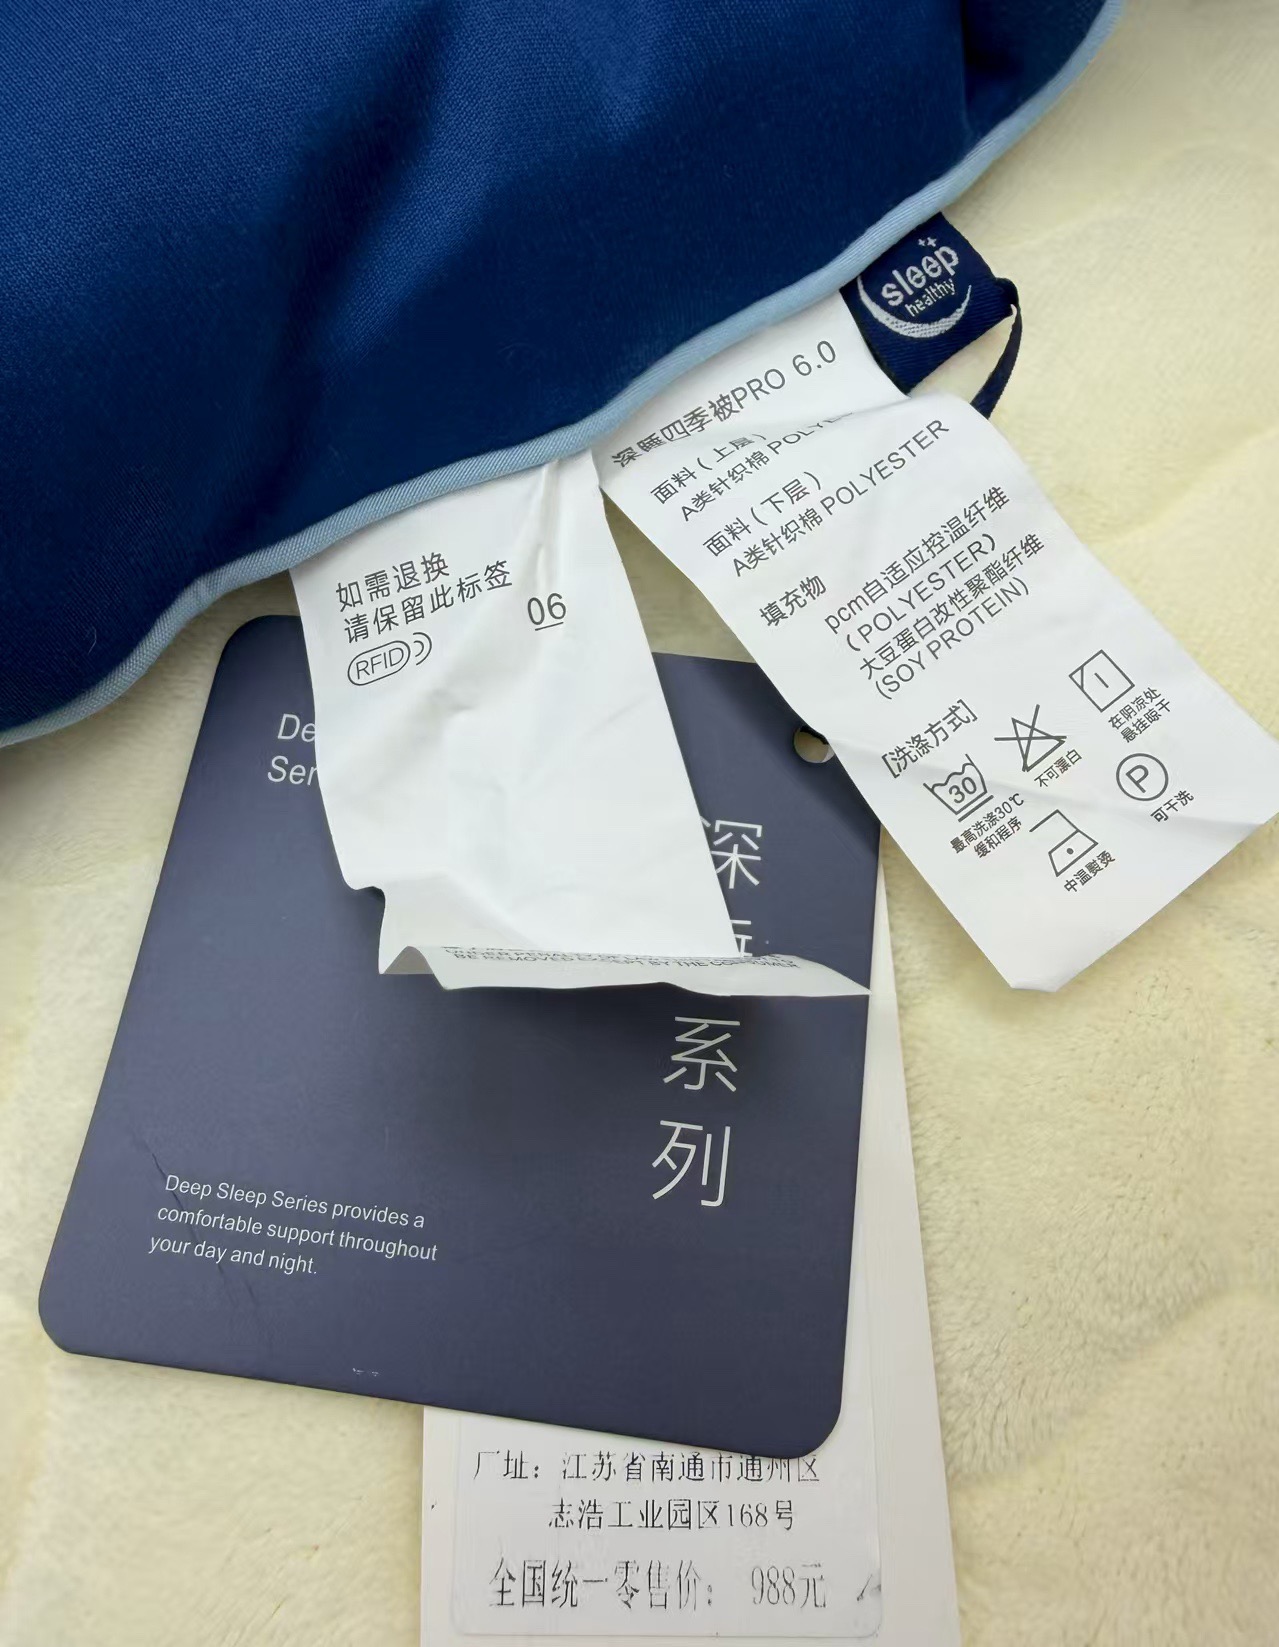 sleep
healthy
深睡四季被PRO 6.0
面料(上层)
A类针织棉
面料(下层)
A类针织棉 POLYESTER
填充物
pcm自适应控温纤维
(POLYESTER)
大豆蛋白改性聚酯纤维
(SOY PROTEIN)
[洗涤方式]
30
最高洗涤30℃
缓和程序
不可漂白
在阴凉处
悬挂晾干
中温熨烫
P
可干洗
如需退换
请保留此标签
RFID
06
BE REMOVED EXCEPT BY THE CONSUMER
深
系
列
Deep Sleep Series provides a
comfortable support throughout
your day and night.
厂址：江苏省南通市通州区
志浩工业园区168号
全国统一零售价： 988元